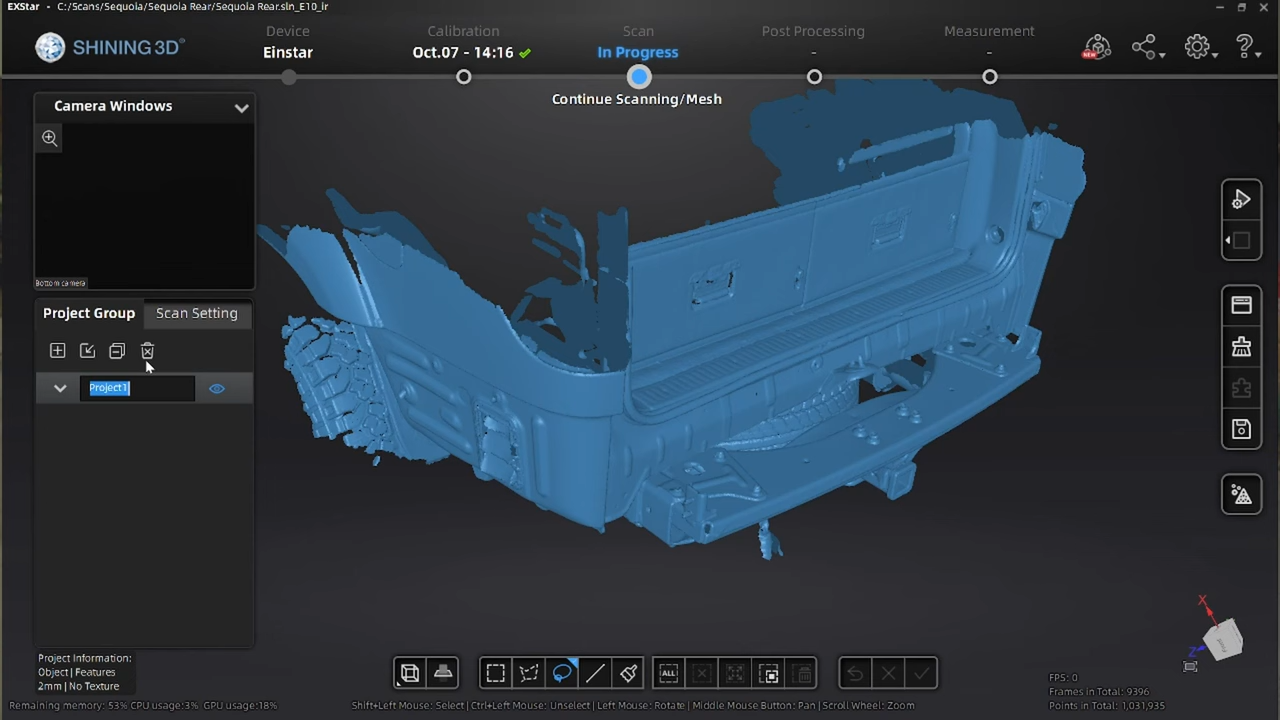 EXStar - C:/Scans/Sequoia/Sequoia Rear/Sequoia Rear.sln_E10_ir
SHINING 3D®
Device
Einstar
Calibration
Oct.07 - 14:16
Scan
In Progress
Post Processing
-
Measurement
-
NEW
Continue Scanning/Mesh
Camera Windows
Bottom camera
Project Group
Scan Setting
Project1
X
Z
Project Information:
Object | Features
2mm | No Texture
ALL
FPS: 0
Frames in Total: 9396
Points in Total: 1,031,935
Remaining memory: 53% CPU usage:3% GPU usage:18%
Shift+Left Mouse: Select | Ctrl+Left Mouse: Unselect | Left Mouse: Rotate | Middle Mouse Button: Pan | Scroll Wheel: Zoom